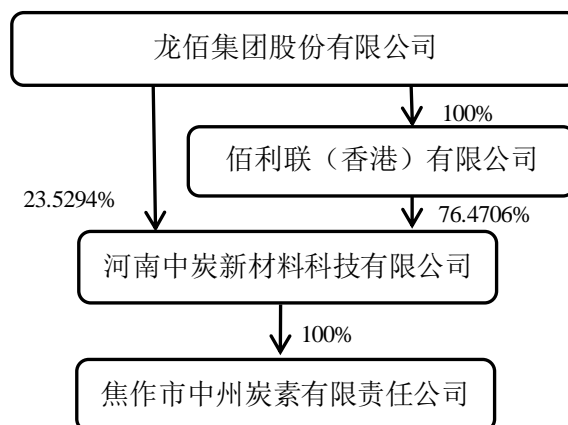 龙佰集团股份有限公司
100%
佰利联（香港）有限公司
23.5294%
76.4706%
河南中炭新材料科技有限公司
100%
焦作市中州炭素有限责任公司